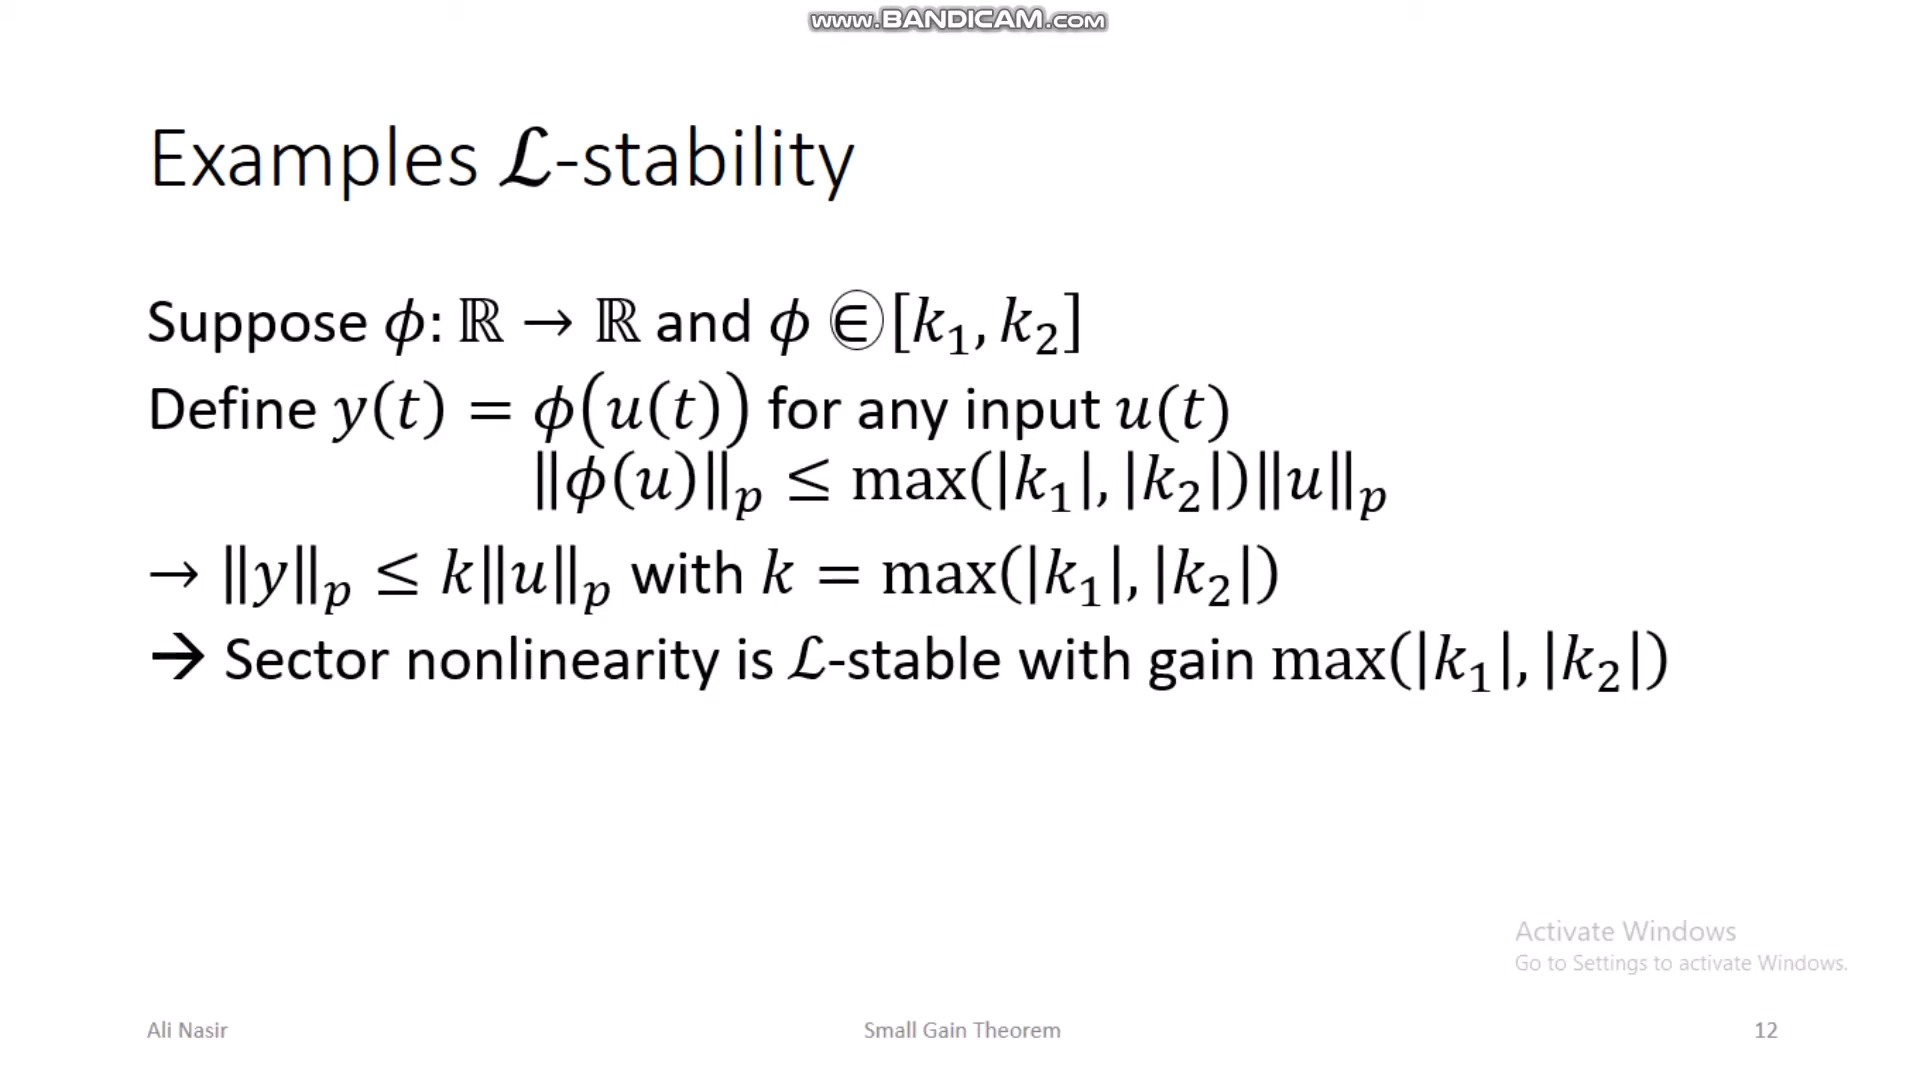 www.BANDICAM.com
Examples ℒ-stability
Suppose ϕ: ℝ → ℝ and ϕ ∈ [k₁, k₂]
Define y(t) = ϕ(u(t)) for any input u(t)
‖ϕ(u)‖ₚ ≤ max(|k₁|, |k₂|)‖u‖ₚ
→ ‖y‖ₚ ≤ k‖u‖ₚ with k = max(|k₁|, |k₂|)
→ Sector nonlinearity is ℒ-stable with gain max(|k₁|, |k₂|)
Activate Windows
Go to Settings to activate Windows.
Ali Nasir Small Gain Theorem 12